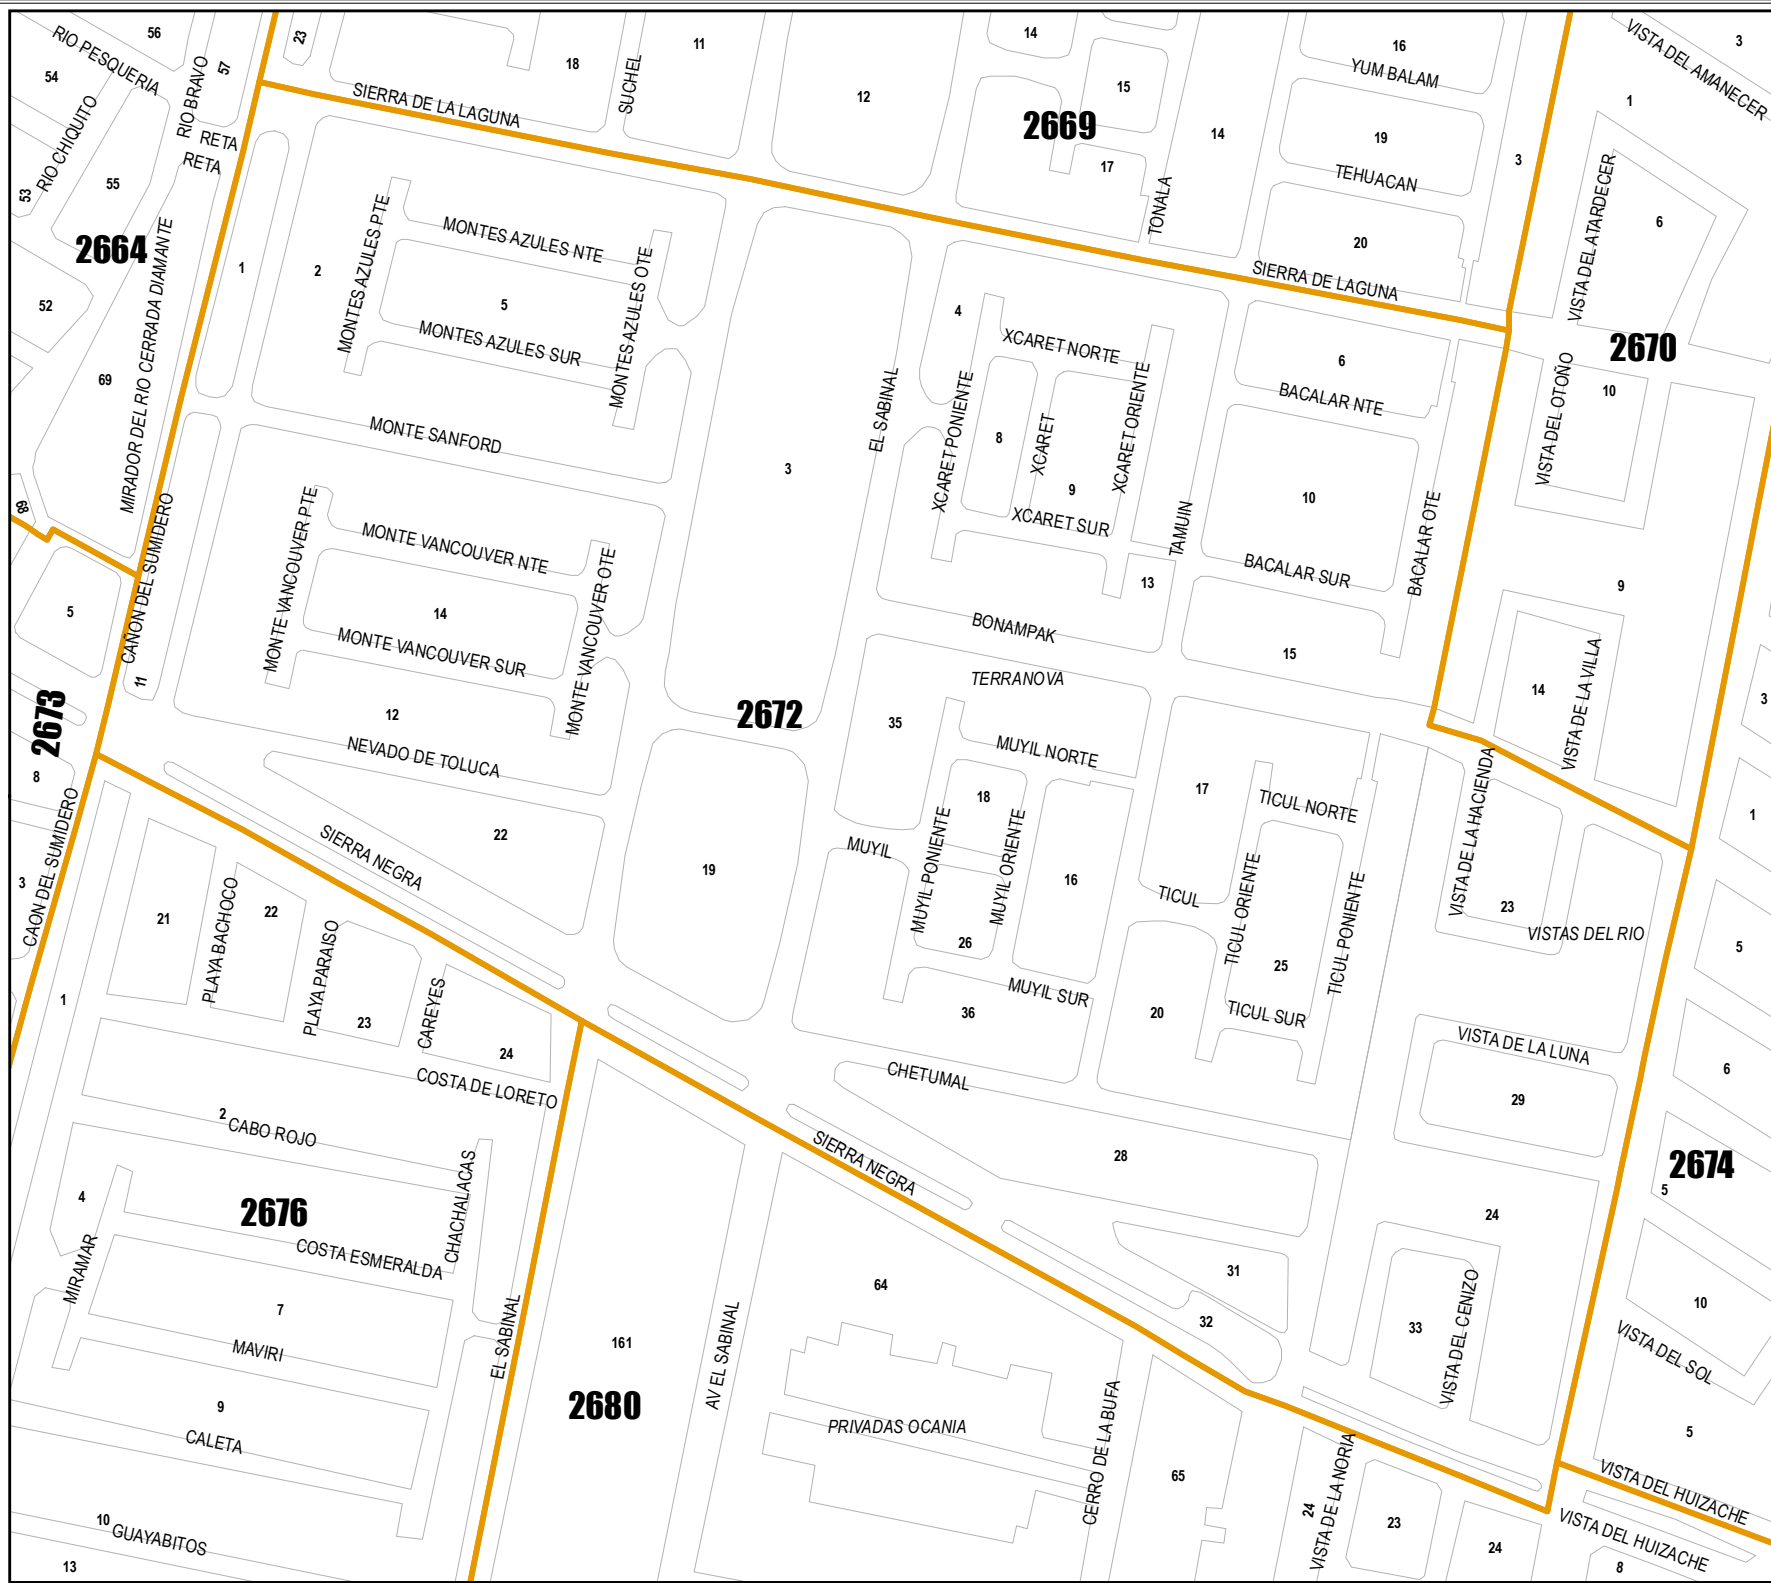 56
23
18
11
14
16
3
RIO PESQUERIA
54
57
RIO BRAVO
SUCHEL
12
15
YUM BALAM
VISTA DEL AMANECER
1
SIERRA DE LA LAGUNA
2669
14
19
3
RIO CHIQUITO
RETA
RETA
17
TEHUACAN
53
55
TONALA
VISTA DEL ATARDECER
6
2664
MONTES AZULES PTE
MONTES AZULES NTE
MONTES AZULES OTE
20
SIERRA DE LAGUNA
1
2
52
5
4
MONTES AZULES SUR
XCARET NORTE
6
2670
MIRADOR DEL RIO CERRADA DIAMANTE
69
EL SABINAL
BACALAR NTE
VISTA DEL OTOÑO
10
MONTE SANFORD
XCARET PONIENTE
8
XCARET
XCARET ORIENTE
3
9
10
68
XCARET SUR
TAMUIN
BACALAR OTE
CAÑON DEL SUMIDERO
MONTE VANCOUVER PTE
MONTE VANCOUVER NTE
MONTE VANCOUVER OTE
BACALAR SUR
13
9
5
14
BONAMPAK
MONTE VANCOUVER SUR
15
11
TERRANOVA
14
VISTA DE LA VILLA
3
2673
12
2672
35
NEVADO DE TOLUCA
MUYIL NORTE
VISTA DE LA HACIENDA
8
17
18
TICUL NORTE
1
CAON DEL SUMIDERO
SIERRA NEGRA
22
MUYIL
MUYIL PONIENTE
MUYIL ORIENTE
19
16
3
TICUL
TICUL ORIENTE
TICUL PONIENTE
23
21
PLAYA BACHOCO
22
PLAYA PARAISO
26
VISTAS DEL RIO
5
25
CAREYES
MUYIL SUR
1
23
36
20
TICUL SUR
24
VISTA DE LA LUNA
6
COSTA DE LORETO
CHETUMAL
29
2
CABO ROJO
SIERRA NEGRA
28
2674
5
4
CHACHALACAS
2676
24
COSTA ESMERALDA
MIRAMAR
31
64
7
32
33
VISTA DEL CENIZO
10
EL SABINAL
161
AV EL SABINAL
MAVIRI
VISTA DEL SOL
9
2680
CERRO DE LA BUFA
CALETA
PRIVADAS OCANIA
5
65
VISTA DE LA NORIA
VISTA DEL HUIZACHE
24
10
GUAYABITOS
23
VISTA DEL HUIZACHE
24
13
8